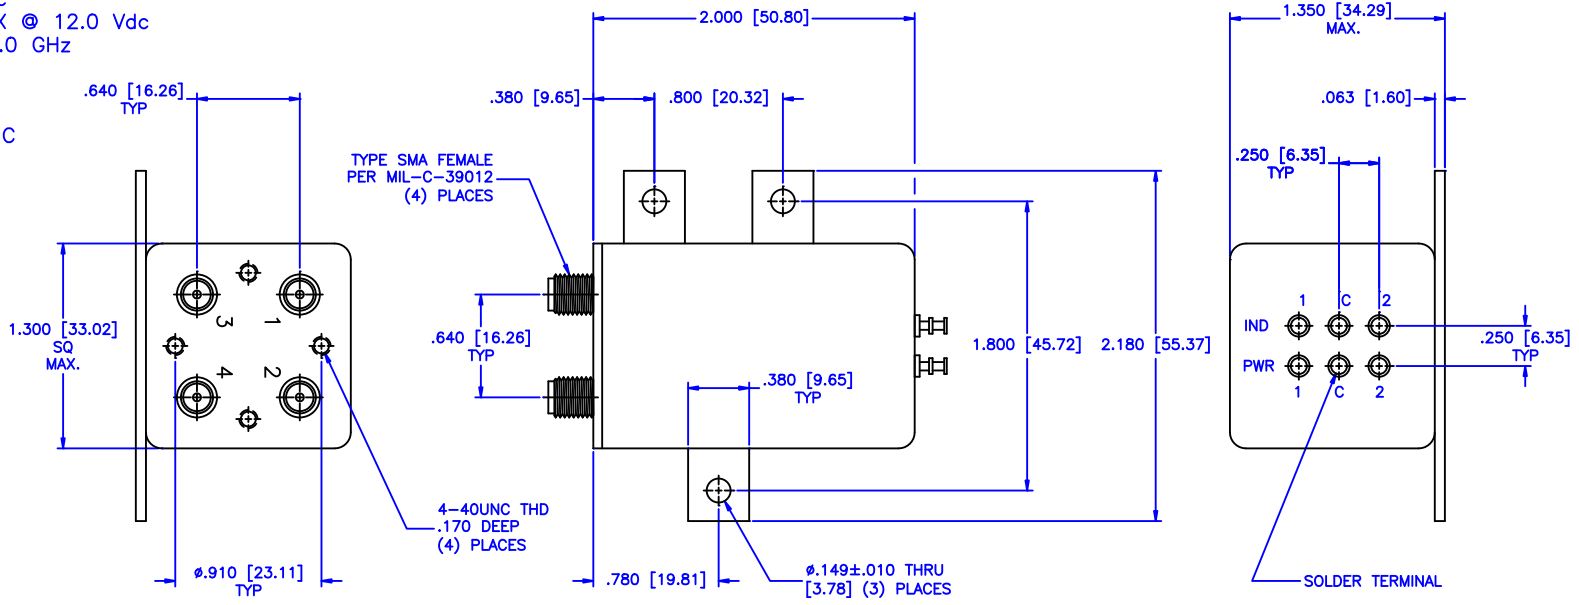 X @ 12.0 Vdc
.0 GHz
C
.640 [16.26]
TYP
1.300 [33.02]
SQ
MAX.
3
1
4
2
4-40UNC THD
.170 DEEP
(4) PLACES
ø.910 [23.11]
TYP
2.000 [50.80]
.380 [9.65]
.800 [20.32]
TYPE SMA FEMALE
PER MIL-C-39012
(4) PLACES
.640 [16.26]
TYP
.380 [9.65]
TYP
1.800 [45.72]
2.180 [55.37]
.780 [19.81]
ø.149±.010 THRU
[3.78] (3) PLACES
1.350 [34.29]
MAX.
.063 [1.60]
.250 [6.35]
TYP
1 C 2
IND
PWR
1 C 2
.250 [6.35]
TYP
SOLDER TERMINAL